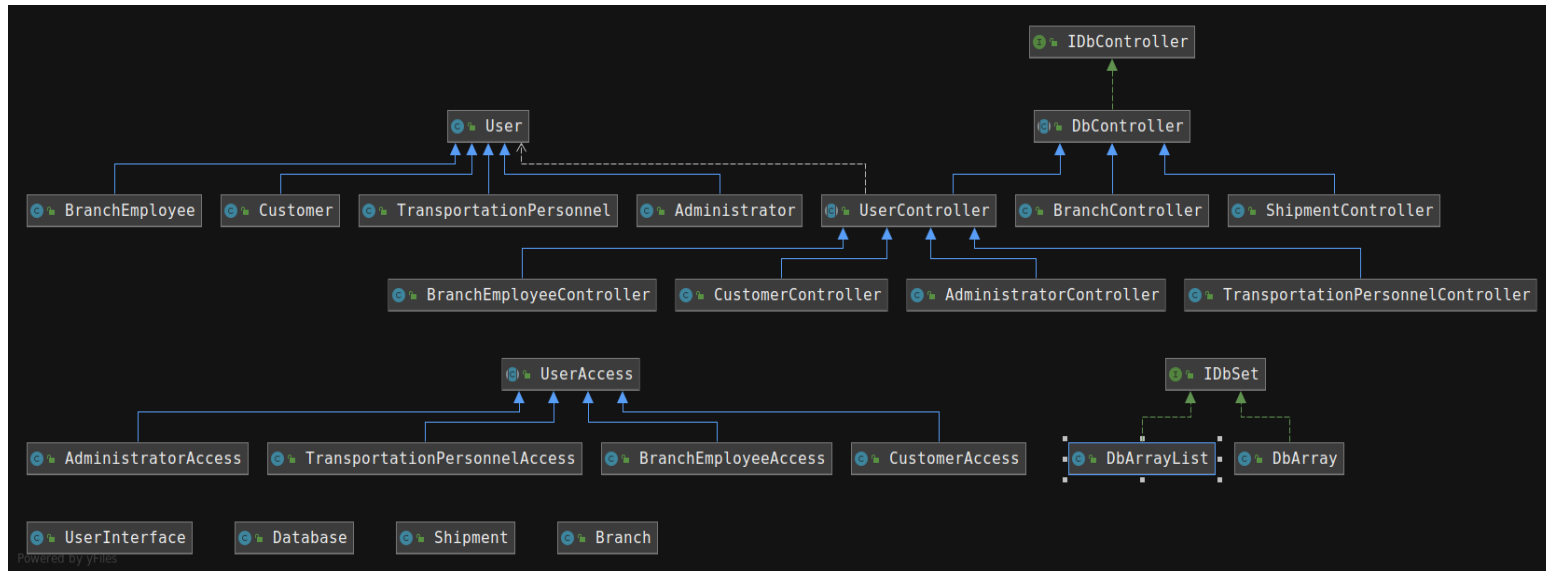 IDbController
User
DbController
BranchEmployee
Customer
TransportationPersonnel
Administrator
UserController
BranchController
ShipmentController
BranchEmployeeController
CustomerController
AdministratorController
TransportationPersonnelController
UserAccess
IDbSet
AdministratorAccess
TransportationPersonnelAccess
BranchEmployeeAccess
CustomerAccess
DbArrayList
DbArray
UserInterface
Database
Shipment
Branch
Powered by yFiles